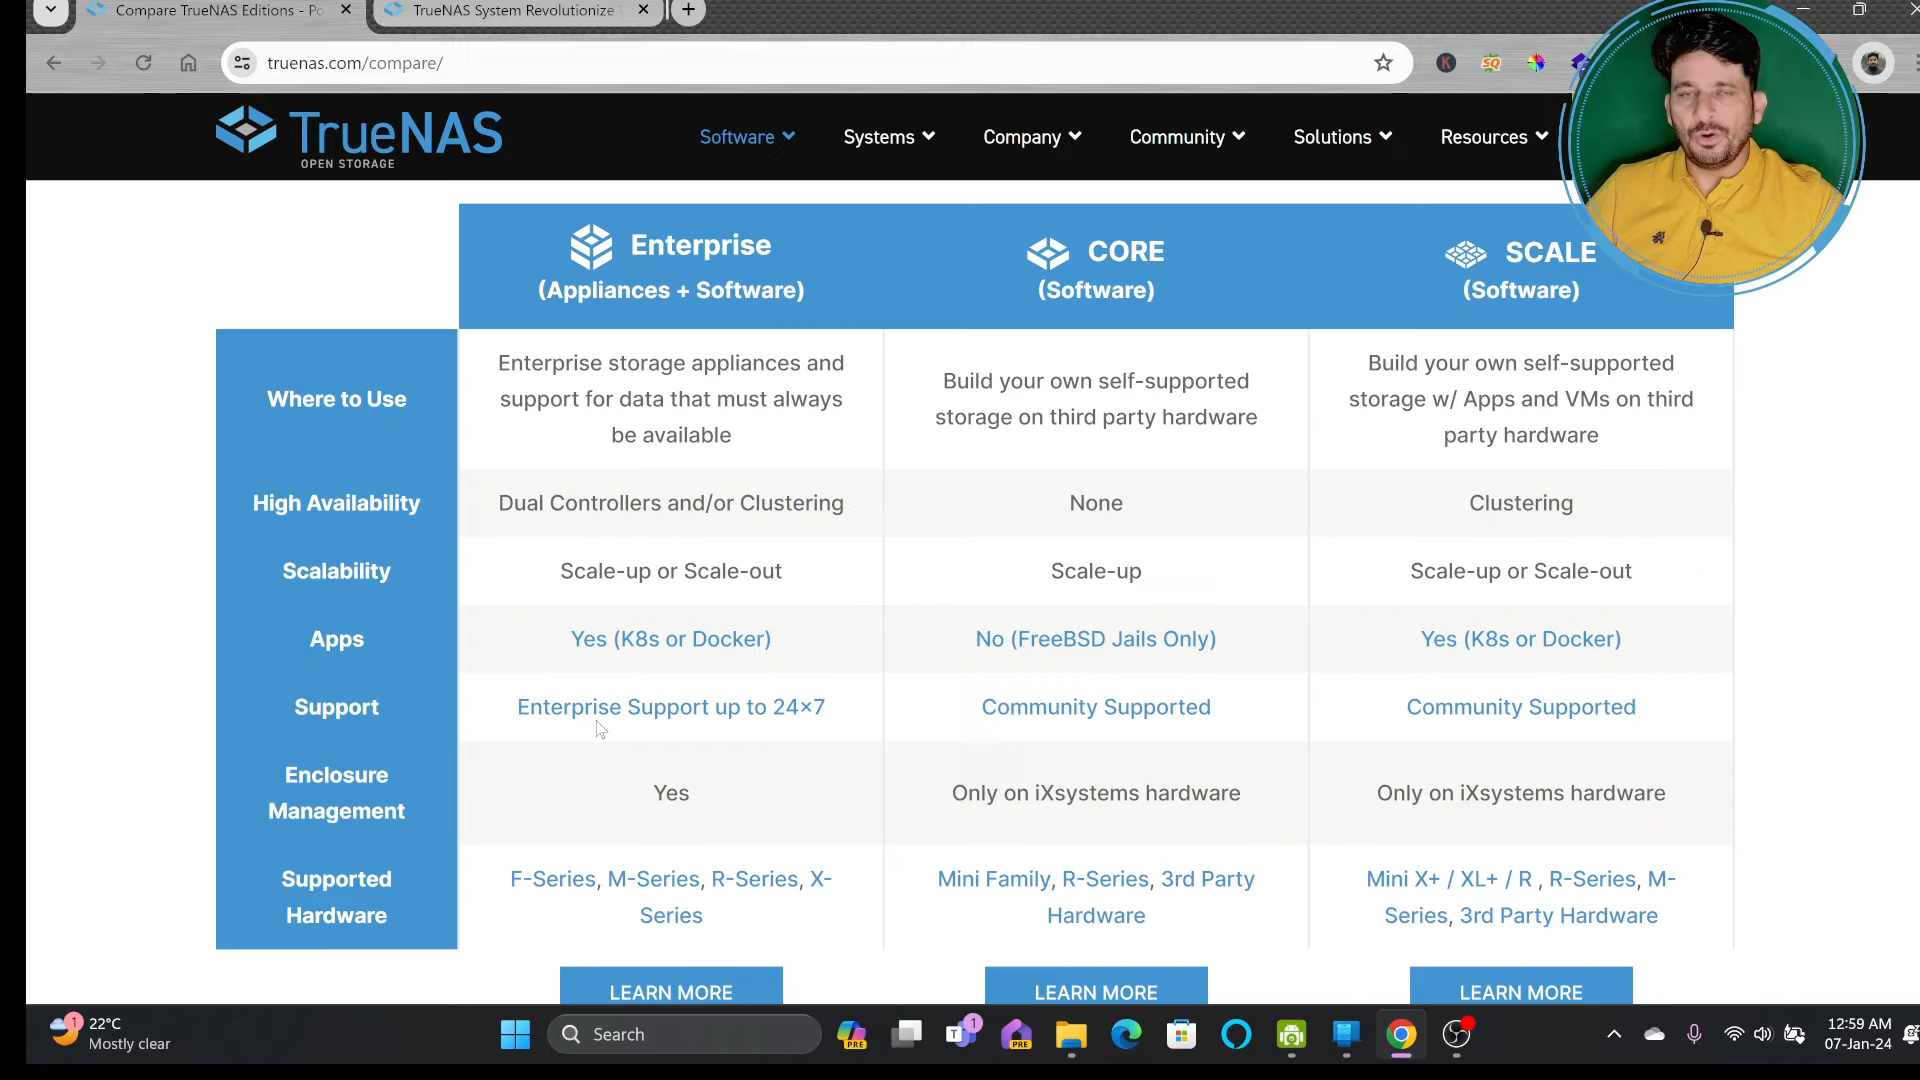 Compare TrueNAS Editions - Po
TrueNAS System Revolutionize
truenas.com/compare/
K
SQ
TrueNAS
OPEN STORAGE
Software
Systems
Company
Community
Solutions
Resources
Enterprise
(Appliances + Software)
CORE
(Software)
SCALE
(Software)
Where to Use
Enterprise storage appliances and
support for data that must always
be available
Build your own self-supported
storage on third party hardware
Build your own self-supported
storage w/ Apps and VMs on third
party hardware
High Availability
Dual Controllers and/or Clustering
None
Clustering
Scalability
Scale-up or Scale-out
Scale-up
Scale-up or Scale-out
Apps
Yes (K8s or Docker)
No (FreeBSD Jails Only)
Yes (K8s or Docker)
Support
Enterprise Support up to 24×7
Community Supported
Community Supported
Enclosure
Management
Yes
Only on iXsystems hardware
Only on iXsystems hardware
Supported
Hardware
F-Series, M-Series, R-Series, X-
Series
Mini Family, R-Series, 3rd Party
Hardware
Mini X+ / XL+ / R , R-Series, M-
Series, 3rd Party Hardware
LEARN MORE
LEARN MORE
LEARN MORE
1
22°C
Mostly clear
Search
PRE
T
1
PRE
12:59 AM
07-Jan-24